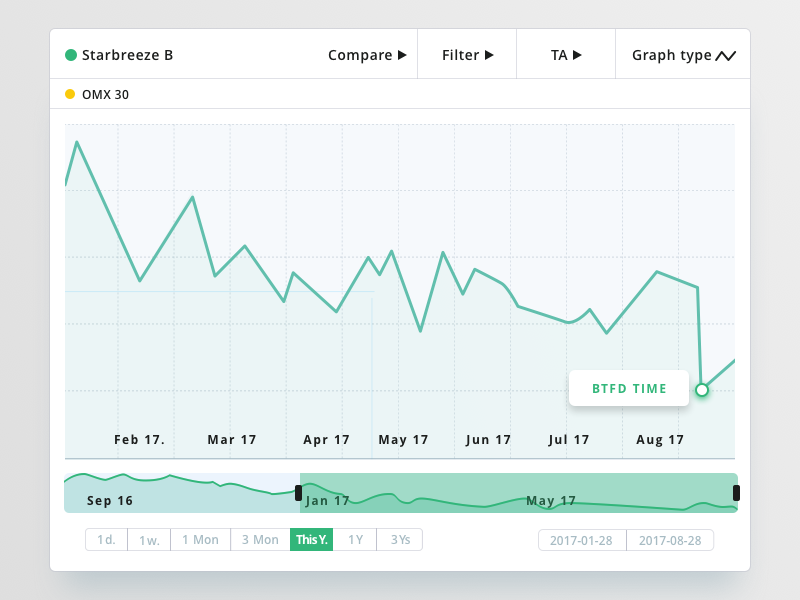 Starbreeze B Compare Filter TA Graph type
OMX 30
BTFD TIME
Feb 17. Mar 17 Apr 17 May 17 Jun 17 Jul 17 Aug 17
Sep 16 Jan 17 May 17
1d. 1w. 1 Mon 3 Mon This Y. 1Y 3Ys 2017-01-28 2017-08-28